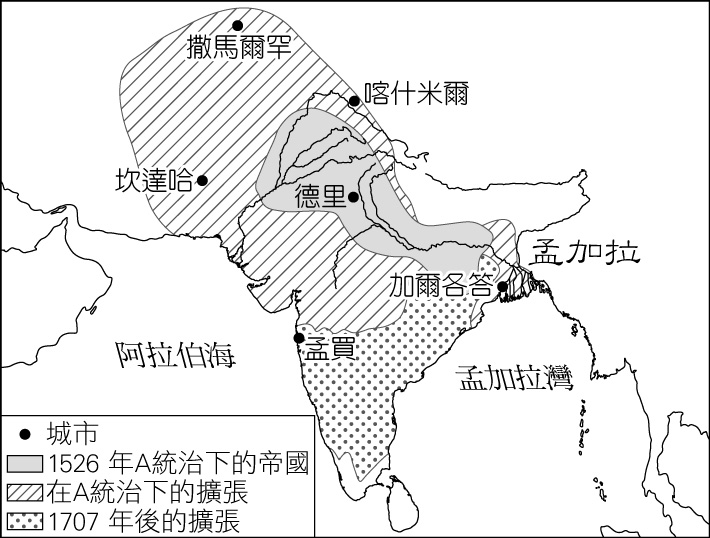 撒馬爾罕
喀什米爾
坎達哈
德里
孟加拉
加爾各答
阿拉伯海
孟買
孟加拉灣
城市
1526 年A統治下的帝國
在A統治下的擴張
1707 年後的擴張